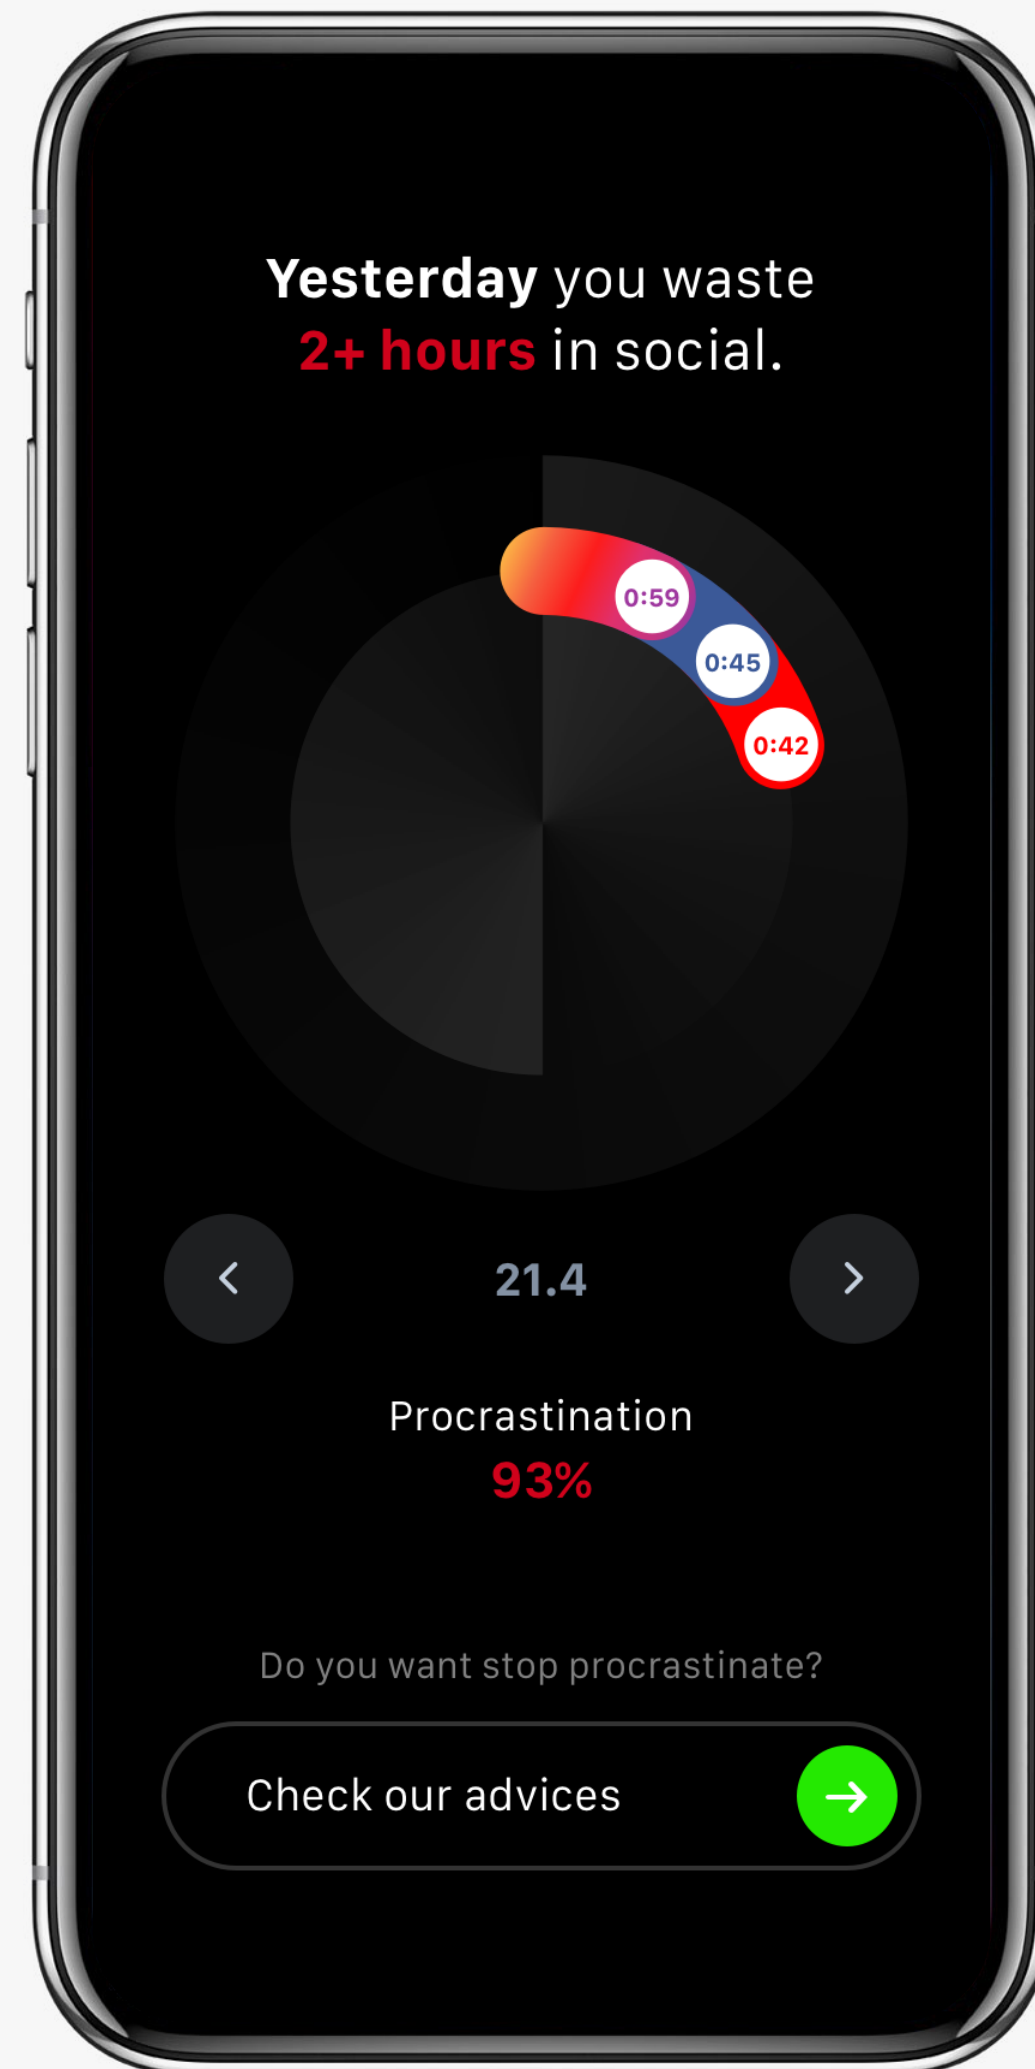 Yesterday you waste
2+ hours in social.
0:59
0:45
0:42
21.4
Procrastination
93%
Do you want stop procrastinate?
Check our advices